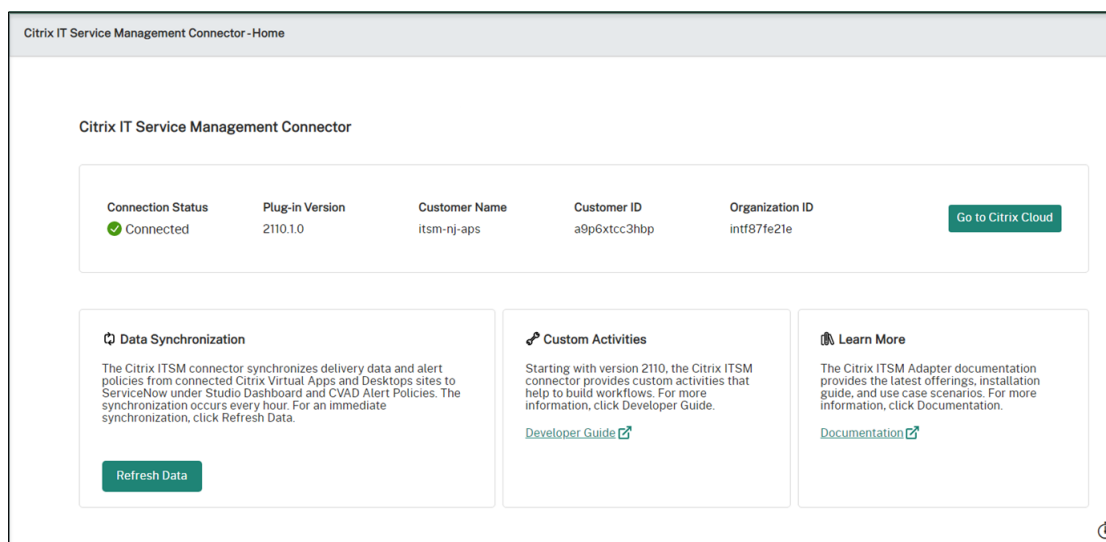 Citrix IT Service Management Connector - Home
Citrix IT Service Management Connector
Connection Status
Connected
Plug-in Version
2110.1.0
Customer Name
itsm-nj-aps
Customer ID
a9p6xtcc3hbp
Organization ID
intf87fe21e
Go to Citrix Cloud
Data Synchronization
The Citrix ITSM connector synchronizes delivery data and alert
policies from connected Citrix Virtual Apps and Desktops sites to
ServiceNow under Studio Dashboard and CVAD Alert Policies. The
synchronization occurs every hour. For an immediate
synchronization, click Refresh Data.
Refresh Data
Custom Activities
Starting with version 2110, the Citrix ITSM
connector provides custom activities that
help to build workflows. For more
information, click Developer Guide.
Developer Guide
Learn More
The Citrix ITSM Adapter documentation
provides the latest offerings, installation
guide, and use case scenarios. For more
information, click Documentation.
Documentation